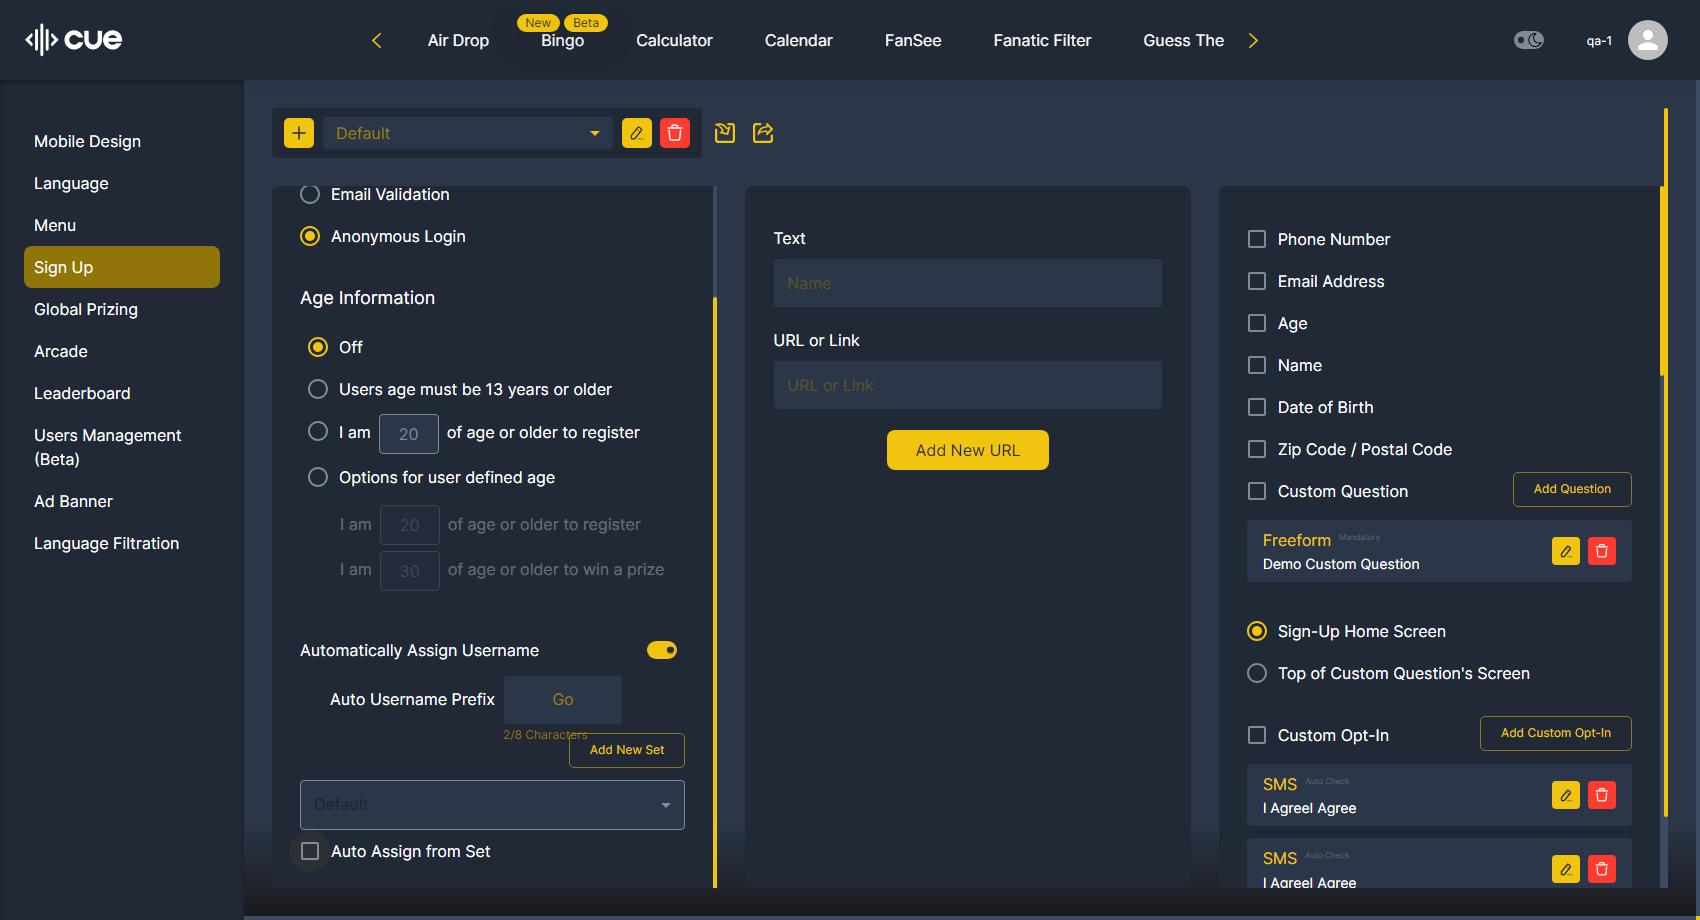 cue
Air Drop
New
Beta
Bingo
Calculator
Calendar
FanSee
Fanatic Filter
Guess The
qa-1
Mobile Design
Language
Menu
Sign Up
Global Prizing
Arcade
Leaderboard
Users Management
(Beta)
Ad Banner
Language Filtration
Default
Email Validation
Anonymous Login
Age Information
Off
Users age must be 13 years or older
I am 20 of age or older to register
Options for user defined age
I am 20 of age or older to register
I am 30 of age or older to win a prize
Automatically Assign Username
Auto Username Prefix Go
2/8 Characters
Add New Set
Default
Auto Assign from Set
Text
Name
URL or Link
URL or Link
Add New URL
Phone Number
Email Address
Age
Name
Date of Birth
Zip Code / Postal Code
Custom Question Add Question
Freeform Mandatory
Demo Custom Question
Sign-Up Home Screen
Top of Custom Question's Screen
Custom Opt-In Add Custom Opt-In
SMS Auto Check
I AgreeI Agree
SMS Auto Check
I AgreeI Agree